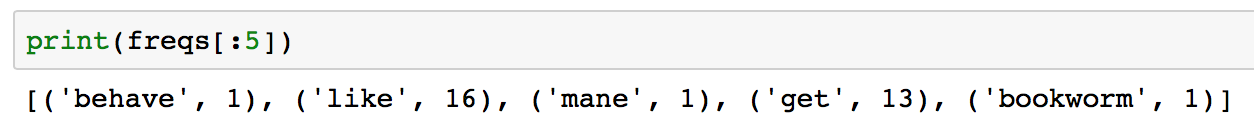 print(freqs[:5])
[('behave', 1), ('like', 16), ('mane', 1), ('get', 13), ('bookworm', 1)]